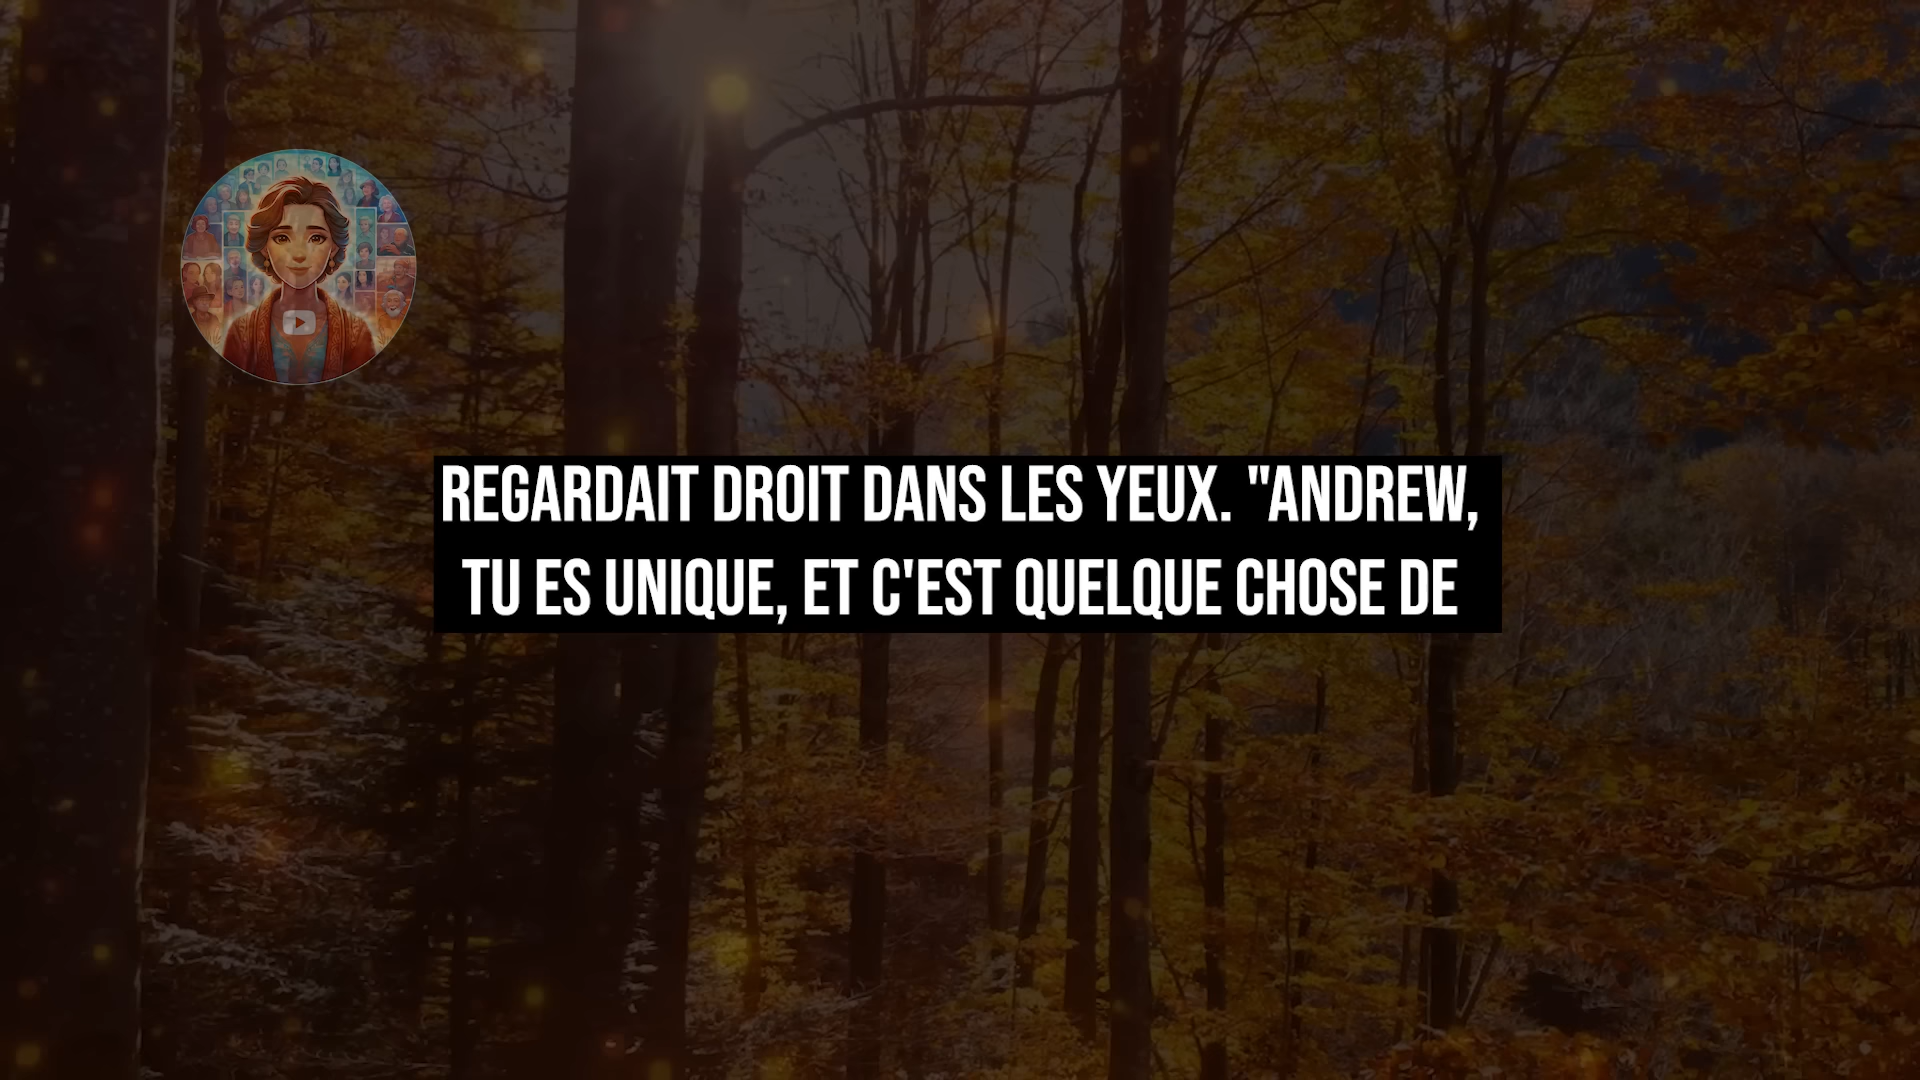 REGARDAIT DROIT DANS LES YEUX. "ANDREW,
TU ES UNIQUE, ET C'EST QUELQUE CHOSE DE